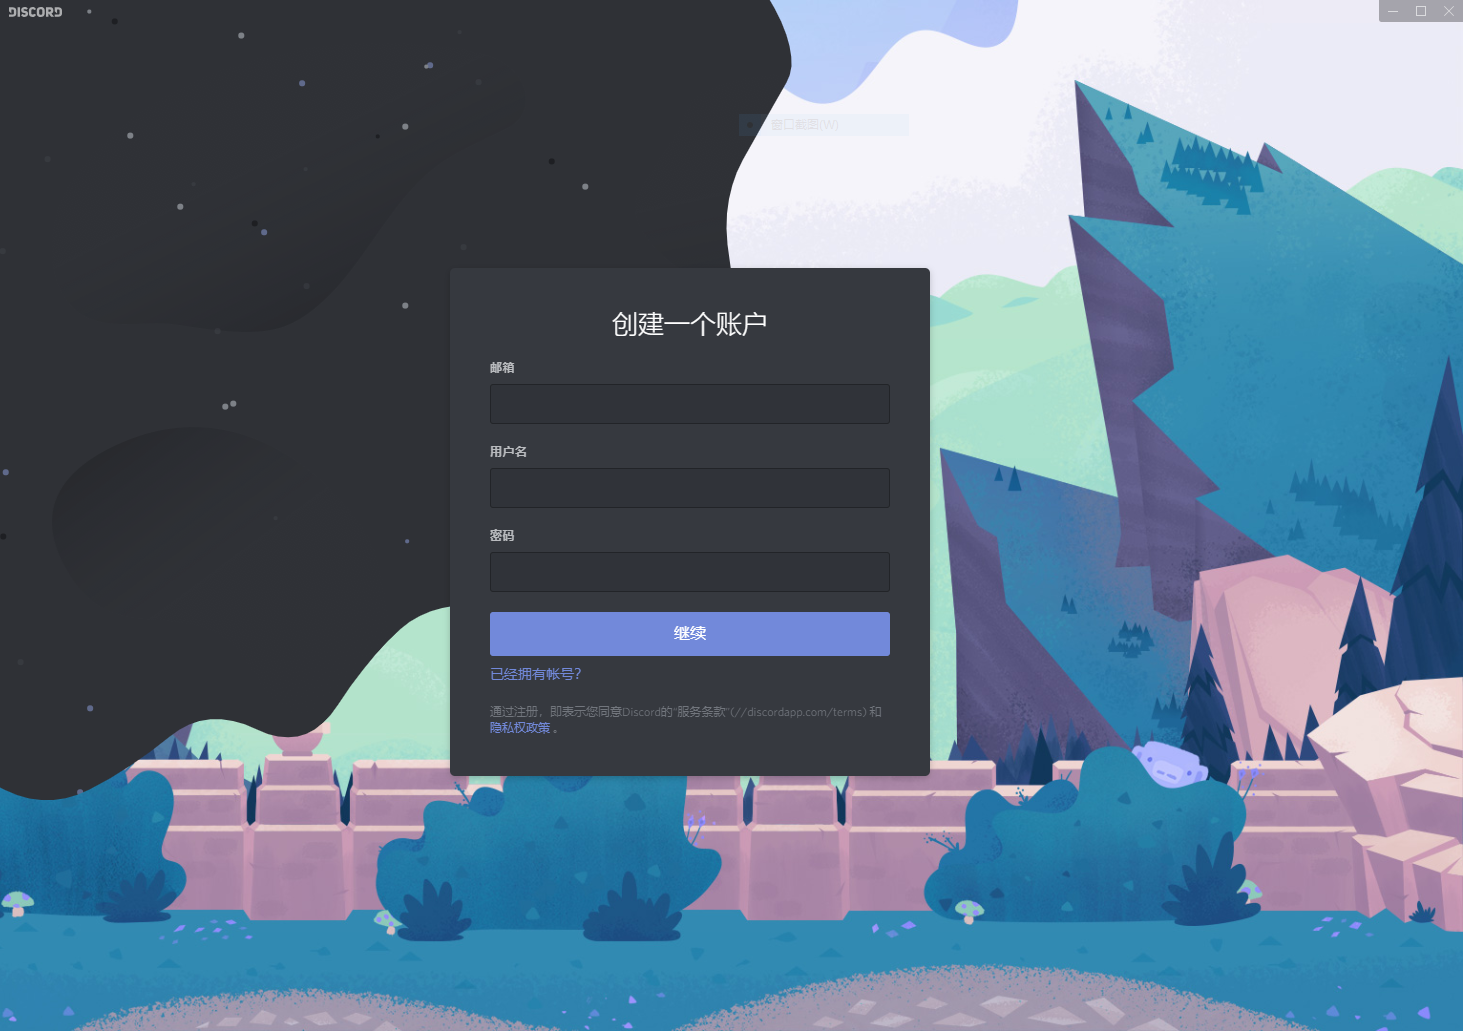 DISCORD
窗口截图(W)
创建一个账户
邮箱
用户名
密码
继续
已经拥有帐号？
通过注册，即表示您同意Discord的“服务条款”(//discordapp.com/terms) 和
隐私权政策 。